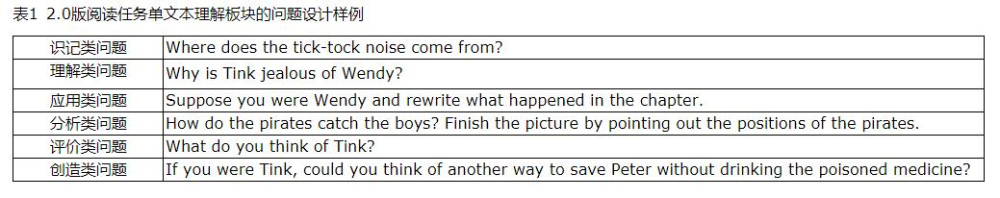 表1 2.0版阅读任务单文本理解板块的问题设计样例
识记类问题 Where does the tick-tock noise come from?
理解类问题 Why is Tink jealous of Wendy?
应用类问题 Suppose you were Wendy and rewrite what happened in the chapter.
分析类问题 How do the pirates catch the boys? Finish the picture by pointing out the positions of the pirates.
评价类问题 What do you think of Tink?
创造类问题 If you were Tink, could you think of another way to save Peter without drinking the poisoned medicine?